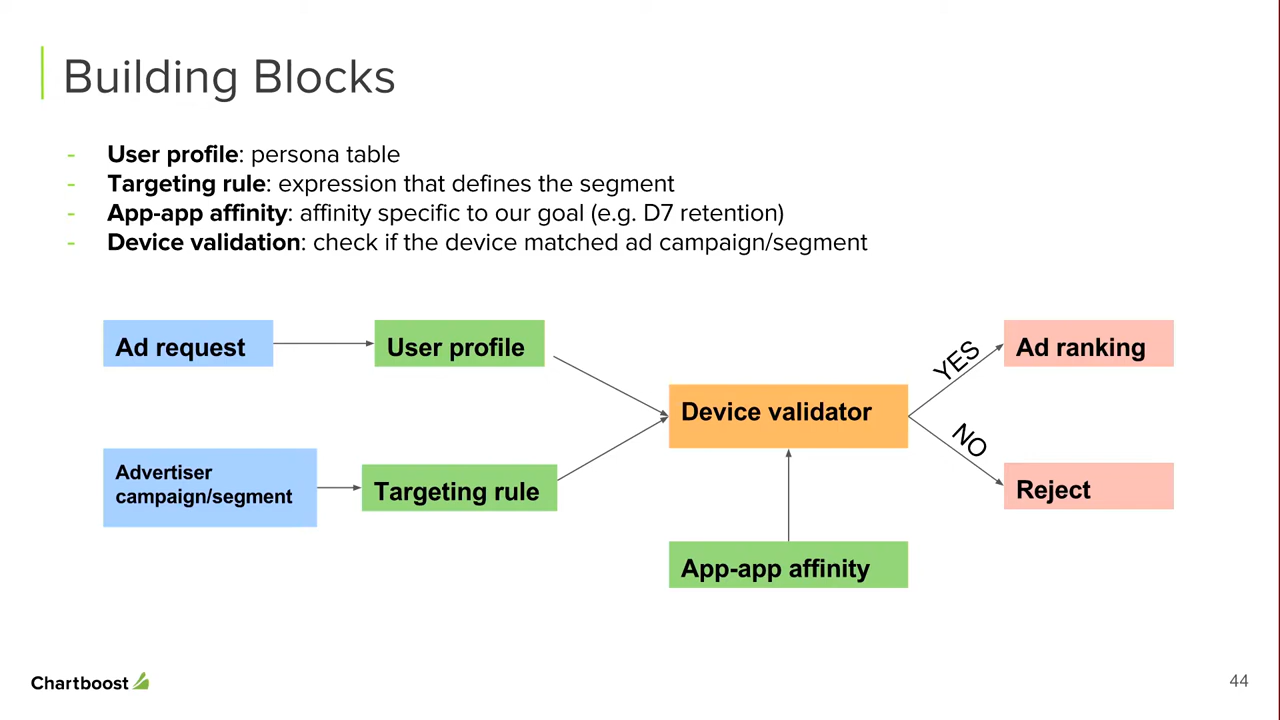 Building Blocks
- User profile: persona table
- Targeting rule: expression that defines the segment
- App-app affinity: affinity specific to our goal (e.g. D7 retention)
- Device validation: check if the device matched ad campaign/segment
Ad request
User profile
Advertiser
campaign/segment
Targeting rule
Device validator
App-app affinity
YES
NO
Ad ranking
Reject
Chartboost
44